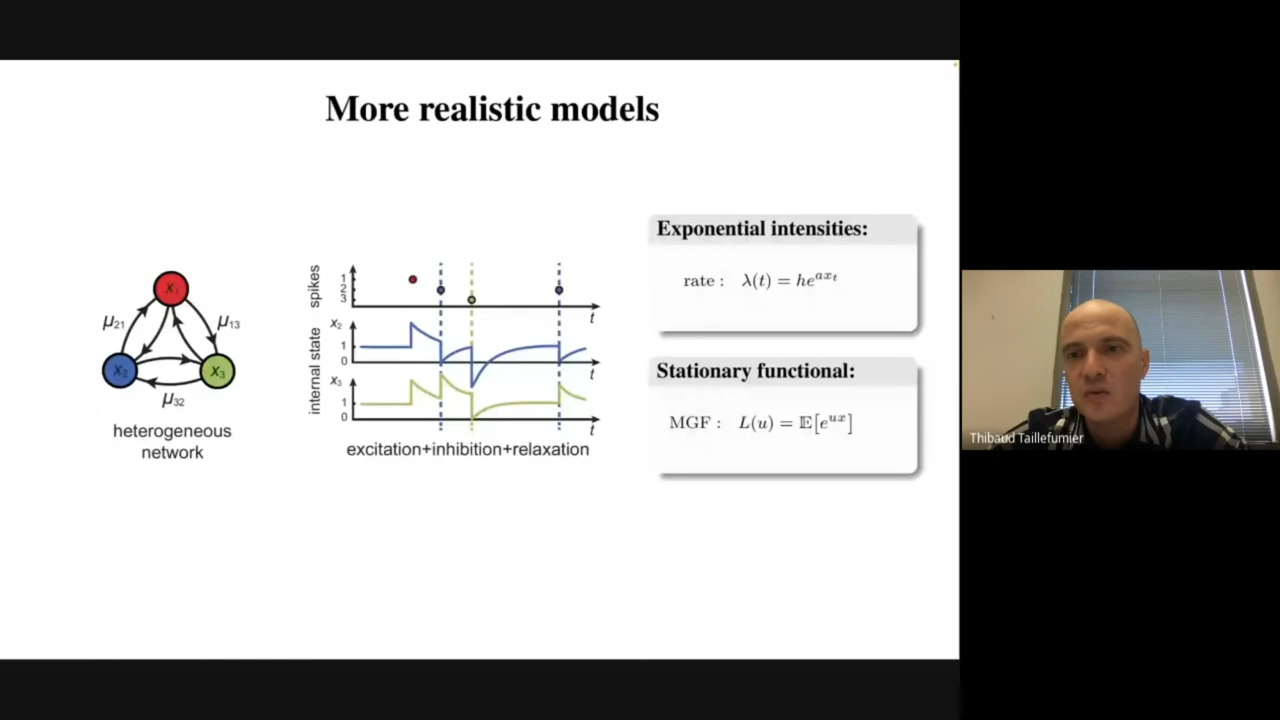 More realistic models
x₁
μ₂₁
μ₁₃
x₂
x₃
μ₃₂
heterogeneous
network
spikes
1
2
3
t
internal state
x₂
1
0
t
x₃
1
0
t
excitation+inhibition+relaxation
Exponential intensities:
rate : λ(t) = he^{ax_t}
Stationary functional:
MGF : L(u) = 𝔼[e^{ux}]
Thibaud Taillefumier